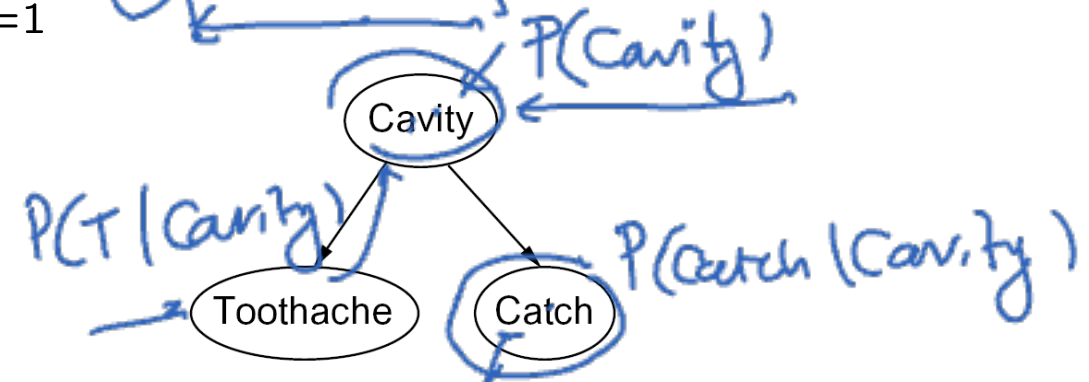 =1
P(Cavity)
Cavity
P(T|Cavity)
P(Catch|Cavity)
Toothache
Catch